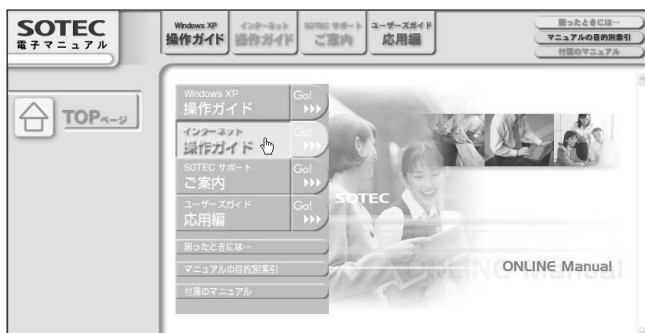 SOTEC
電子マニュアル
Windows XP
操作ガイド
インターネット
操作ガイド
SOTEC サポート
ご案内
ユーザーズガイド
応用編
困ったときには…
マニュアルの目的別索引
付属のマニュアル
TOPページ
Windows XP
操作ガイド
Go!
インターネット
操作ガイド
Go!
SOTEC サポート
ご案内
Go!
ユーザーズガイド
応用編
Go!
困ったときには…
マニュアルの目的別索引
付属のマニュアル
SOTEC
ONLINE Manual
ONLINE Manual